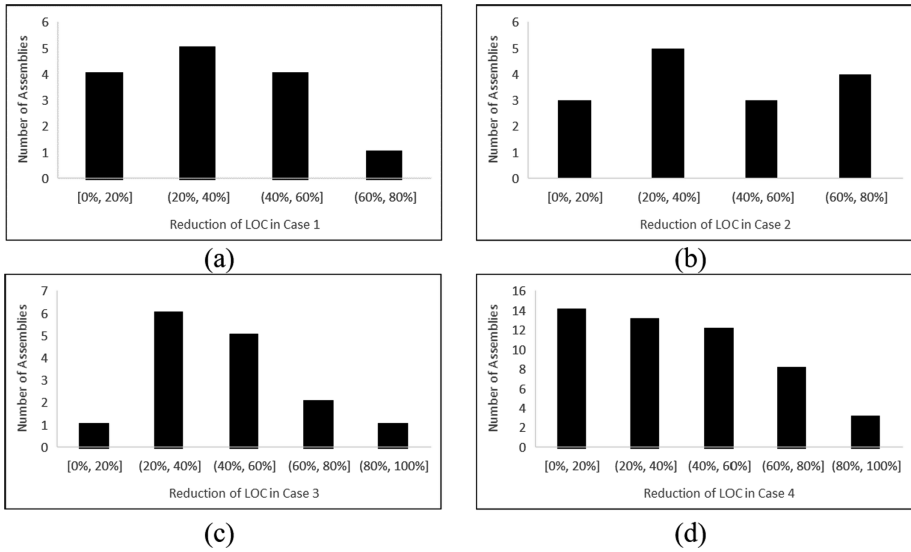 Number of Assemblies
6
5
4
3
2
1
0
[0%, 20%] (20%, 40%] (40%, 60%] (60%, 80%]
Reduction of LOC in Case 1
(a)
Number of Assemblies
6
5
4
3
2
1
0
[0%, 20%] (20%, 40%] (40%, 60%] (60%, 80%]
Reduction of LOC in Case 2
(b)
Number of Assemblies
7
6
5
4
3
2
1
0
[0%, 20%] (20%, 40%] (40%, 60%] (60%, 80%] (80%, 100%]
Reduction of LOC in Case 3
(c)
Number of Assemblies
16
14
12
10
8
6
4
2
0
[0%, 20%] (20%, 40%] (40%, 60%] (60%, 80%] (80%, 100%]
Reduction of LOC in Case 4
(d)